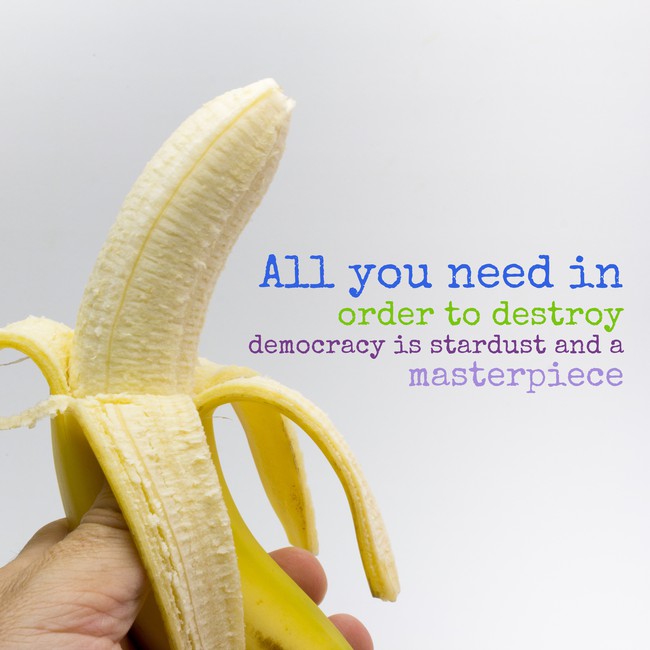 All you need in
order to destroy
democracy is stardust and a
masterpiece